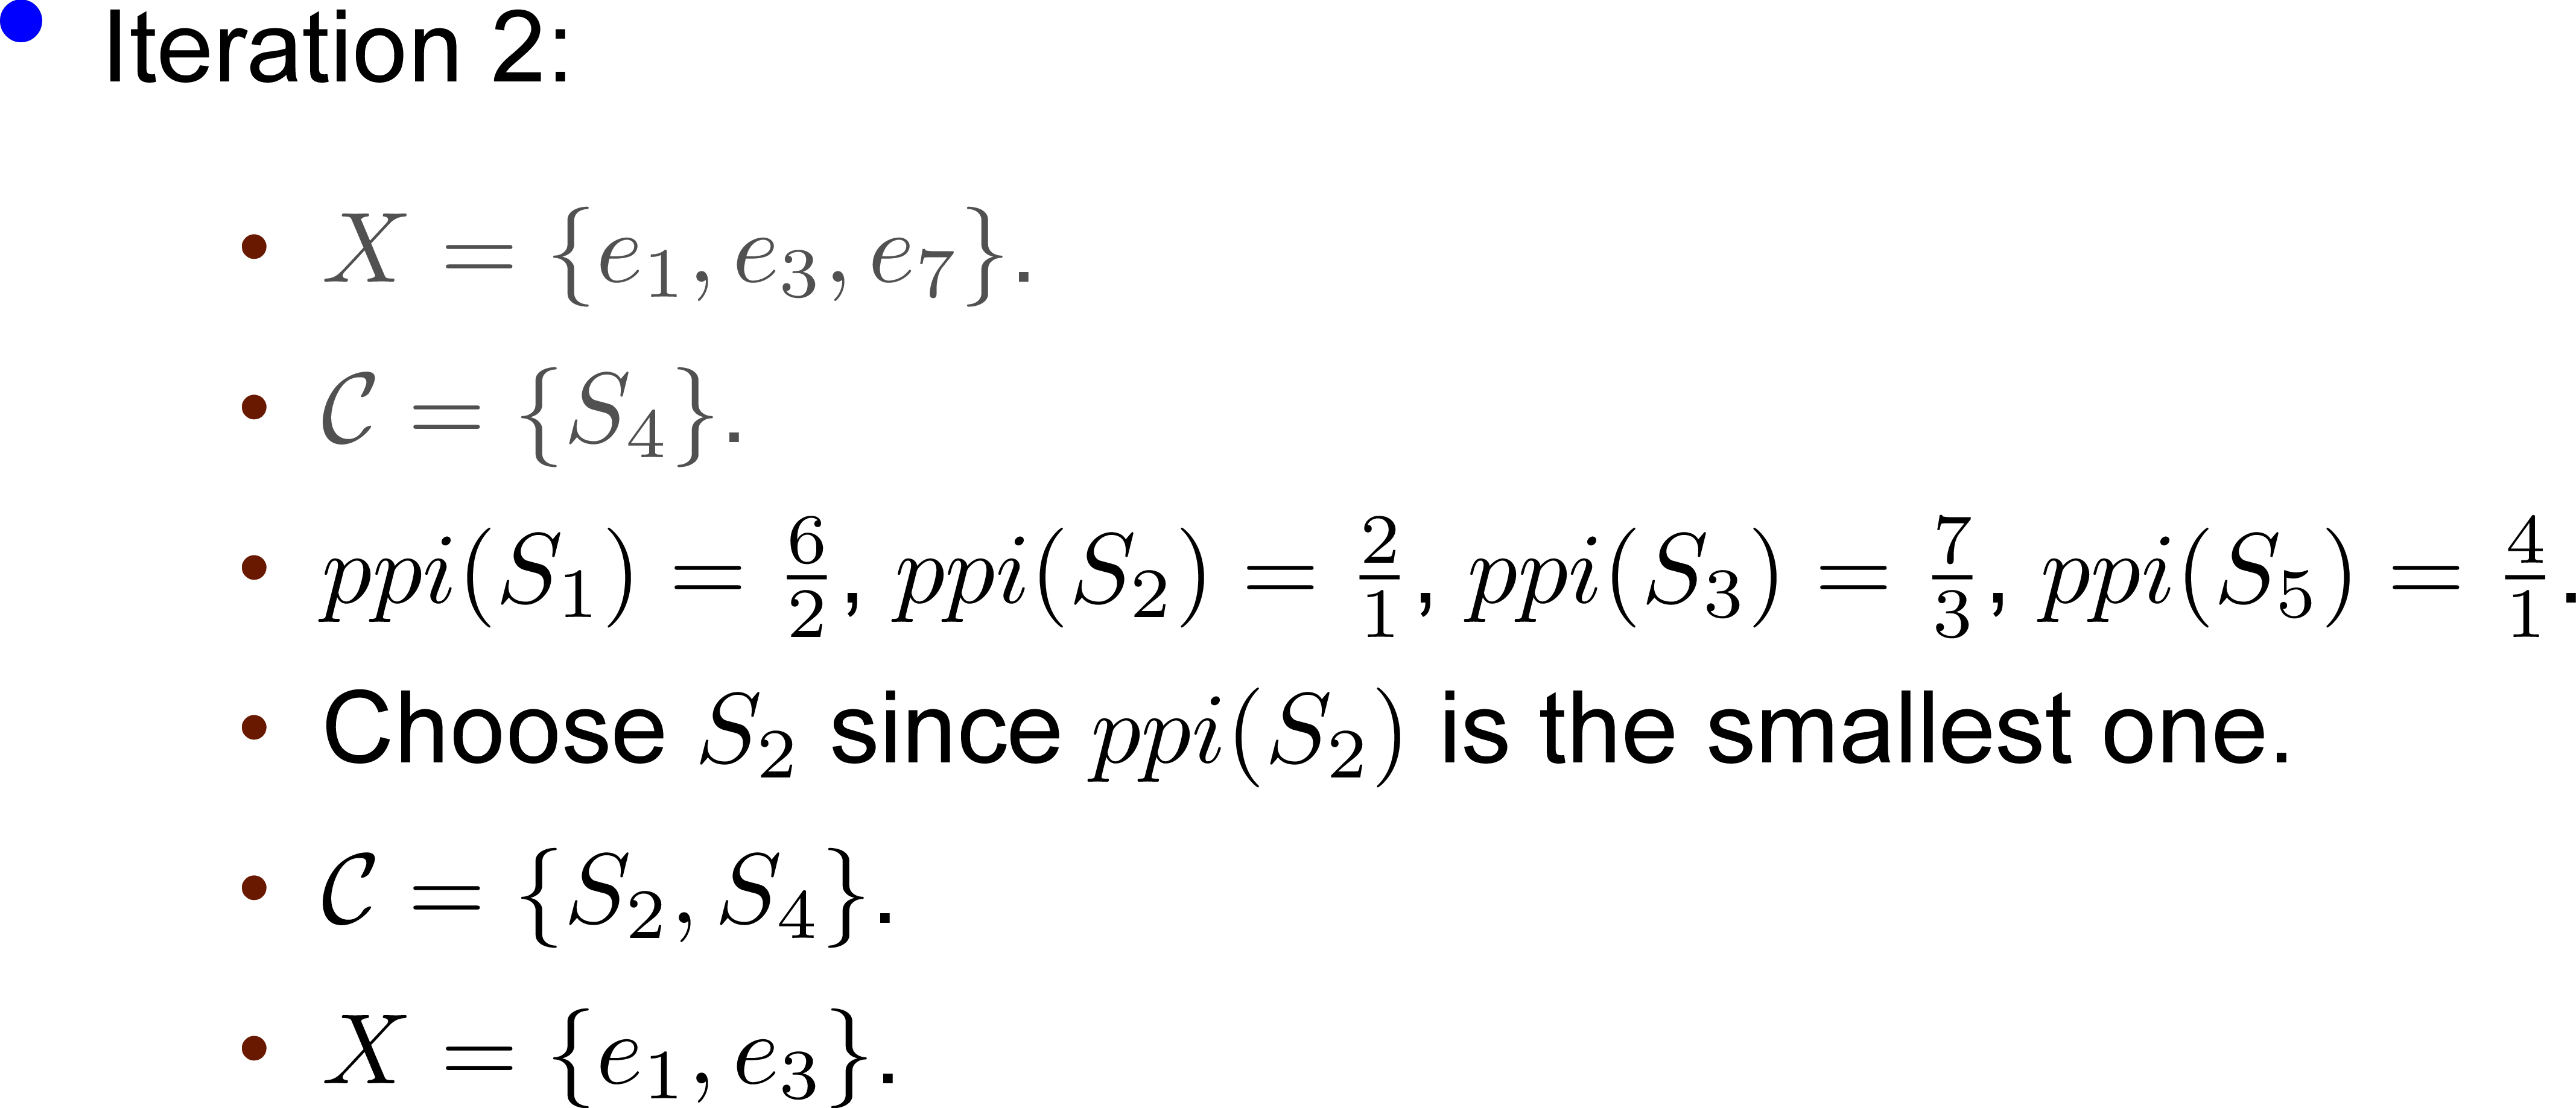 • Iteration 2:
• X = {e₁, e₃, e₇}.
• 𝒞 = {S₄}.
• ppi(S₁) = 6/2, ppi(S₂) = 2/1, ppi(S₃) = 7/3, ppi(S₅) = 4/1.
• Choose S₂ since ppi(S₂) is the smallest one.
• 𝒞 = {S₂, S₄}.
• X = {e₁, e₃}.